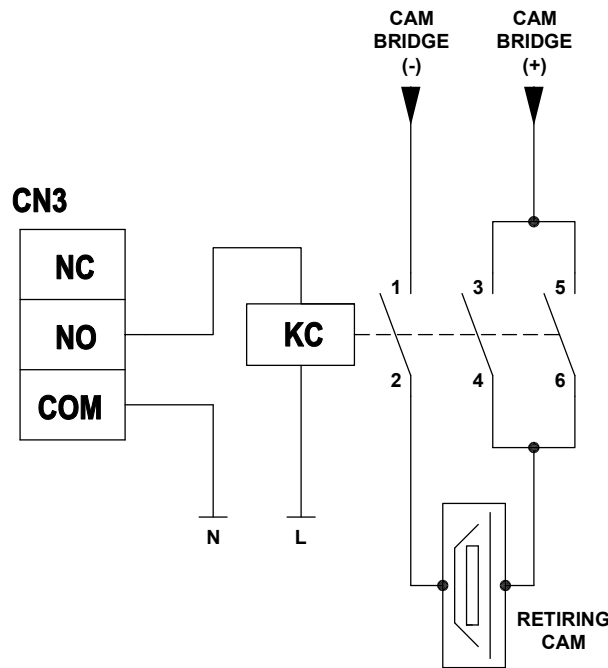 CAM
BRIDGE
(-)
CAM
BRIDGE
(+)
CN3
NC
NO
COM
KC
1
3
5
2
4
6
N
L
RETIRING
CAM